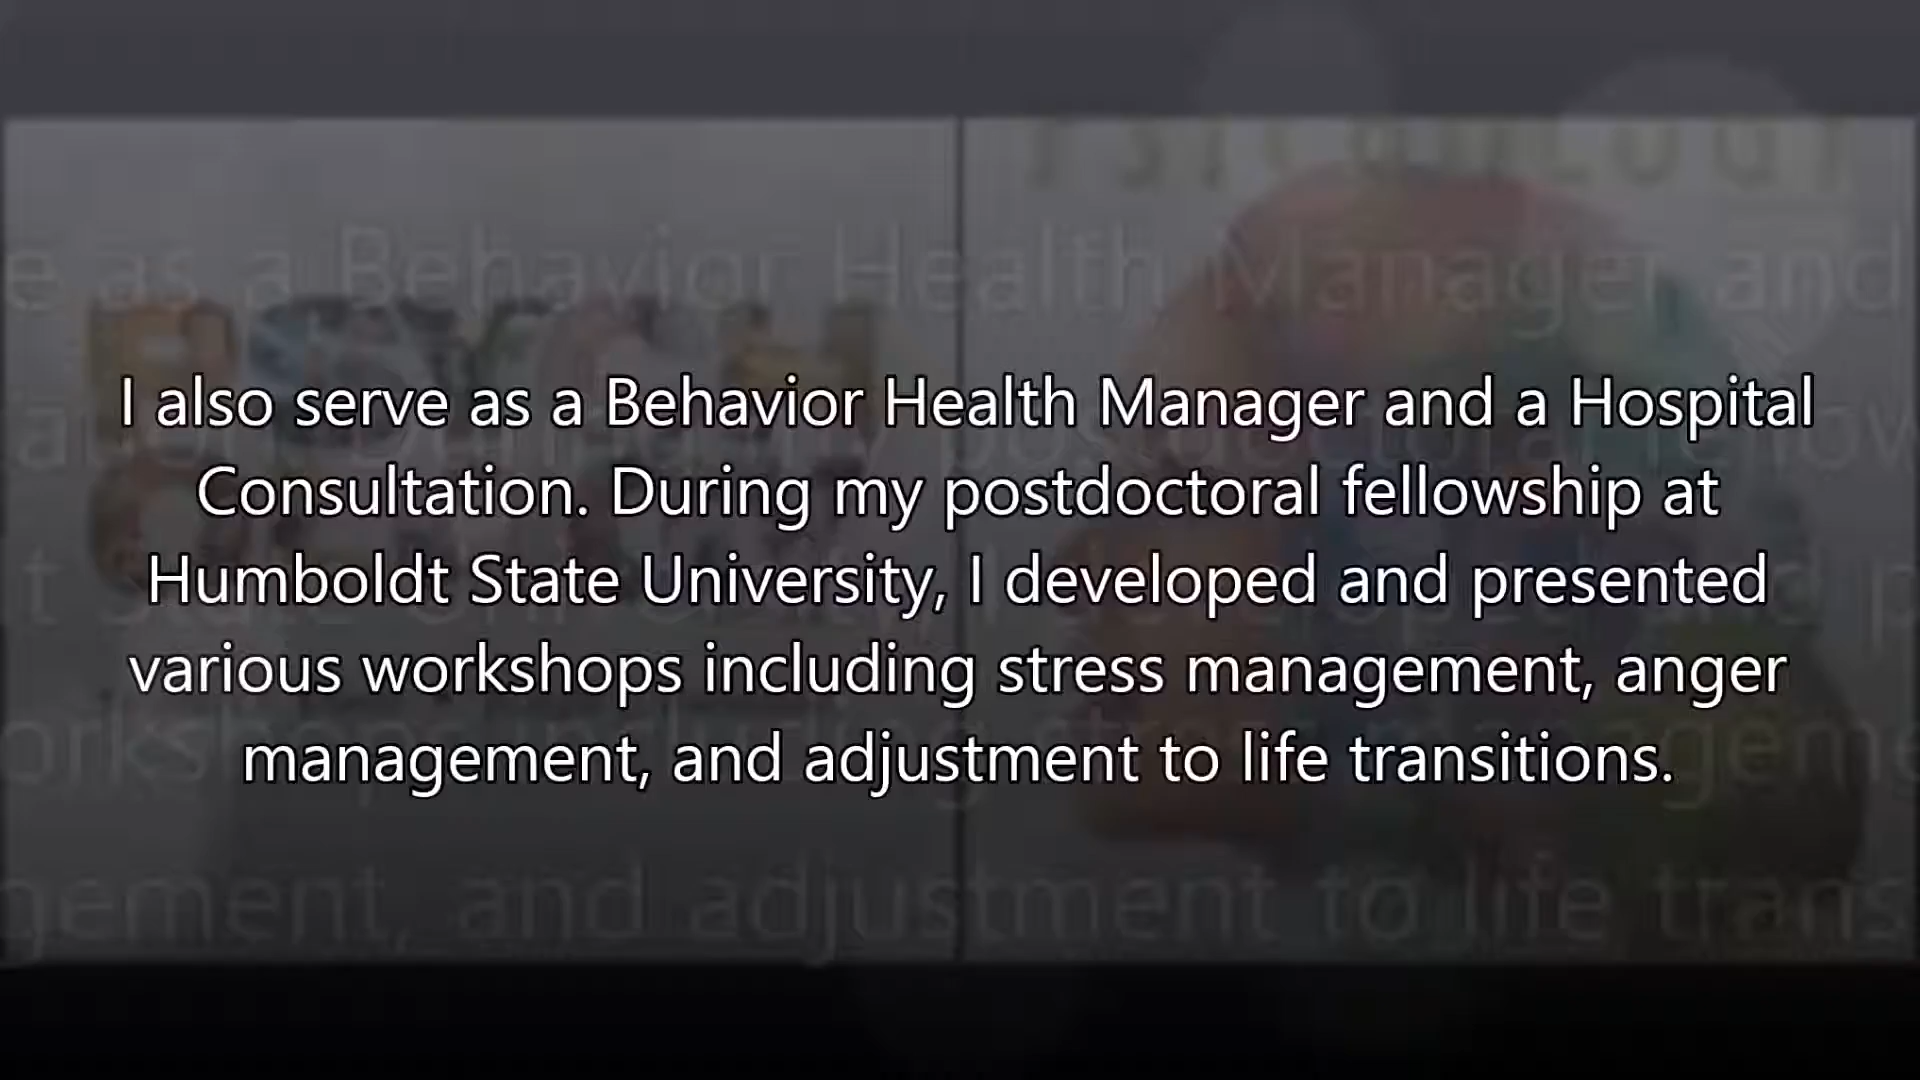 I also serve as a Behavior Health Manager and a Hospital
Consultation. During my postdoctoral fellowship at
Humboldt State University, I developed and presented
various workshops including stress management, anger
management, and adjustment to life transitions.